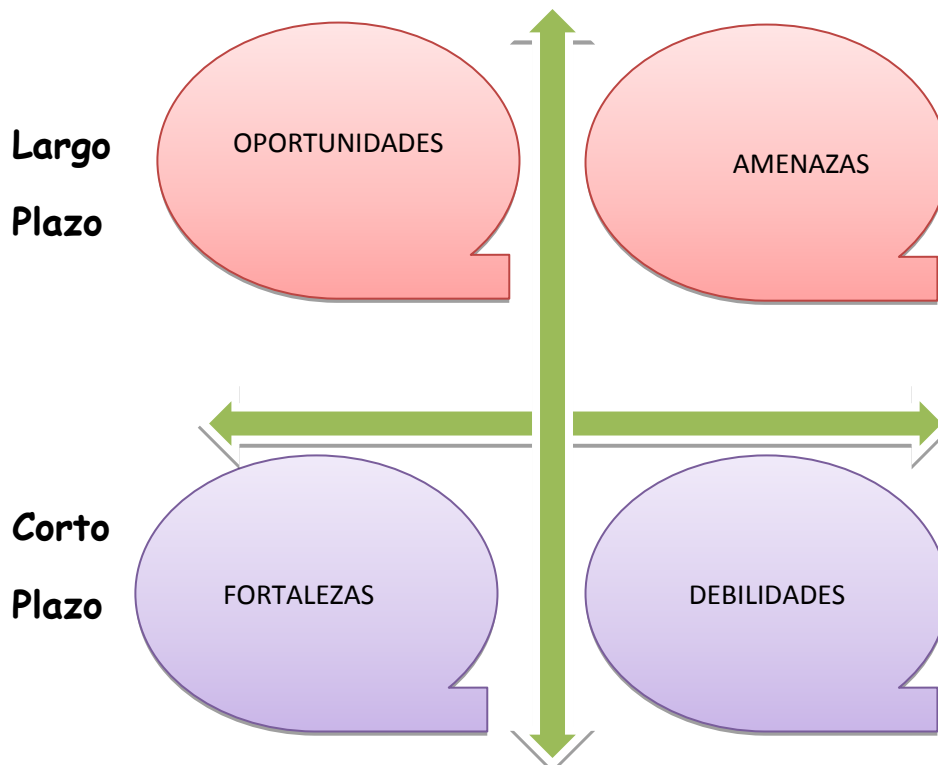 Largo
Plazo
OPORTUNIDADES
AMENAZAS
Corto
Plazo
FORTALEZAS
DEBILIDADES